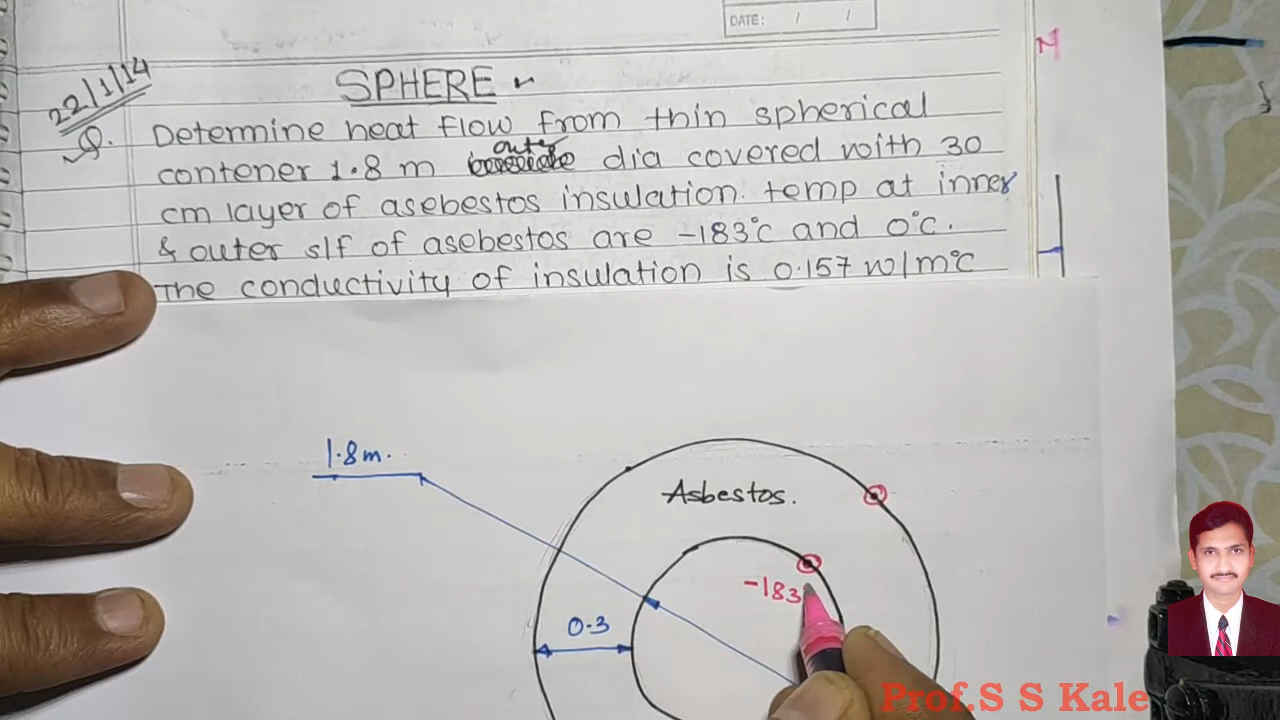 DATE: / /
22/1/14
SPHERE
Q. Determine heat flow from thin spherical
outer
contener 1.8 m dia covered with 30
cm layer of asebestos insulation. temp at inner
& outer s/f of asebestos are -183°c and 0°c.
The conductivity of insulation is 0.157 w/m°c
1.8m.
Asbestos.
-183
0.3
Prof.S S Kale